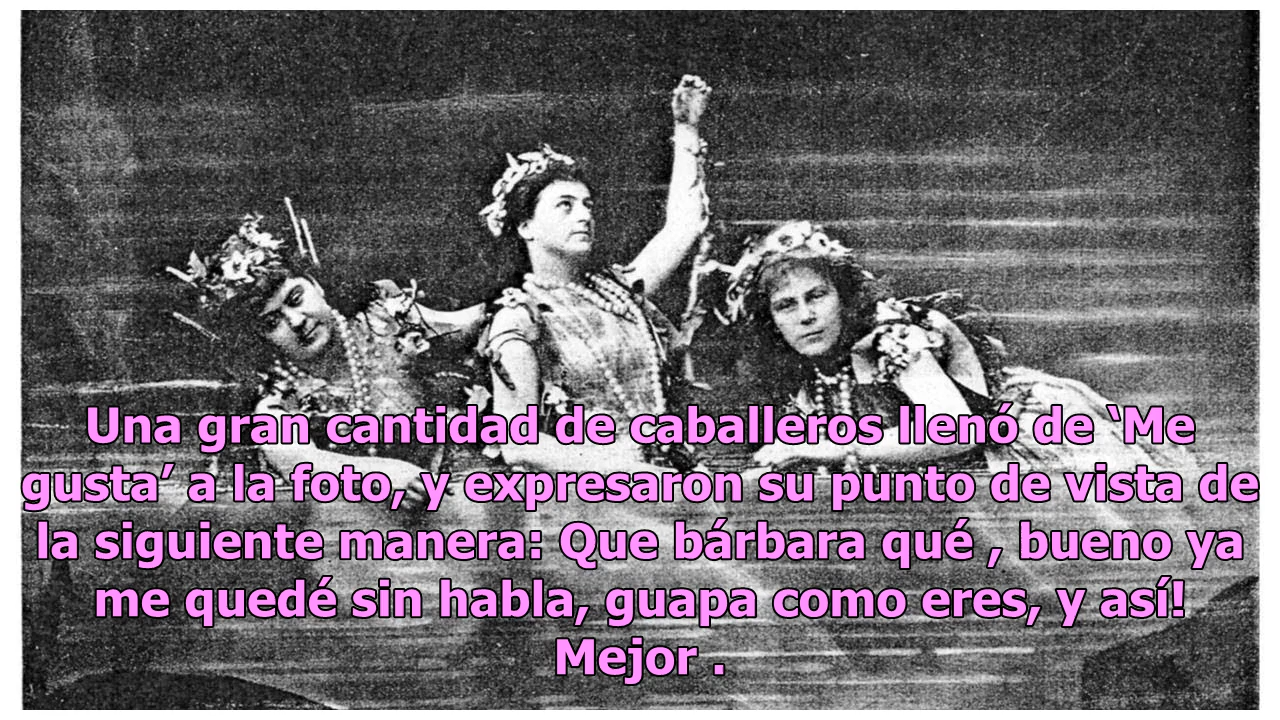 Una gran cantidad de caballeros llenó de ‘Me
gusta’ a la foto, y expresaron su punto de vista de
la siguiente manera: Que bárbara qué , bueno ya
me quedé sin habla, guapa como eres, y así!
Mejor .